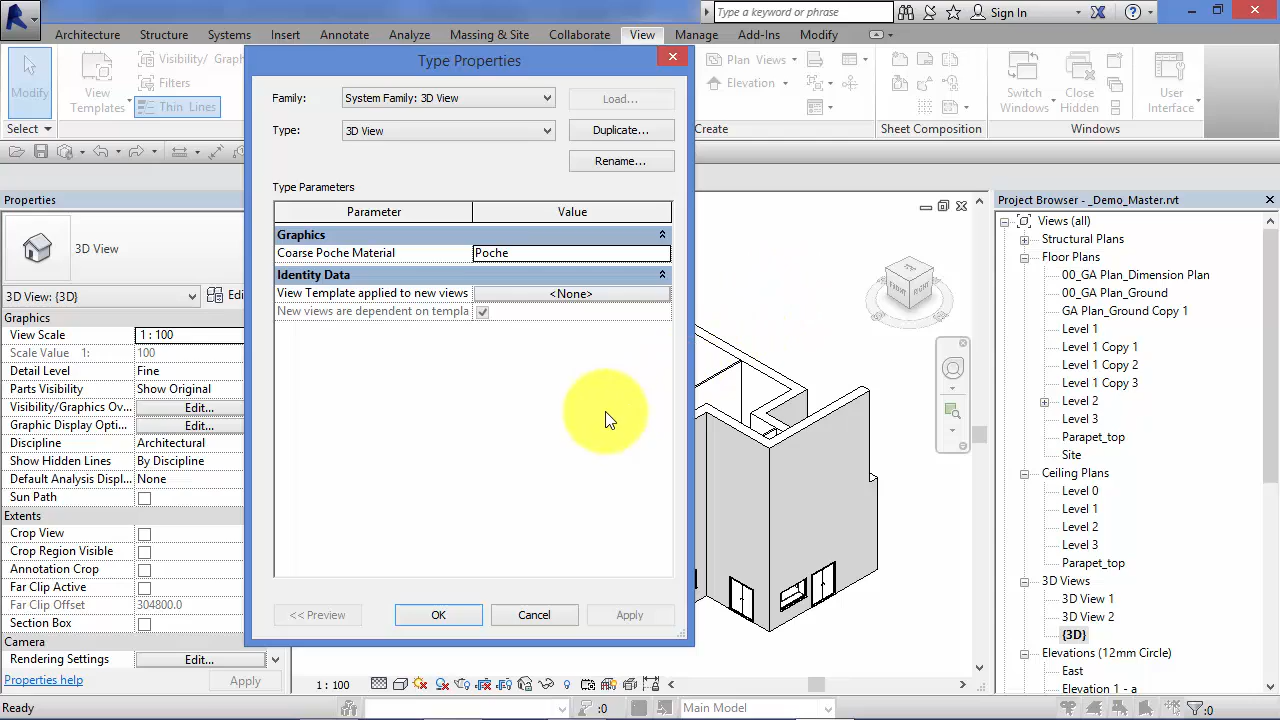 Type a keyword or phrase
Sign In
Architecture
Structure
Systems
Insert
Annotate
Analyze
Massing & Site
Collaborate
View
Manage
Add-Ins
Modify
Modify
View
Templates
Visibility/ Graph
Filters
Thin Lines
Plan Views
Elevation
Switch
Windows
Close
Hidden
User
Interface
Select
Create
Sheet Composition
Windows
Type Properties
Family:
System Family: 3D View
Load...
Type:
3D View
Duplicate...
Rename...
Type Parameters
Parameter
Value
Graphics
Coarse Poche Material
Poche
Identity Data
View Template applied to new views
<None>
New views are dependent on templa
<< Preview
OK
Cancel
Apply
Properties
3D View
3D View: {3D}
Edi
Graphics
View Scale
1 : 100
Scale Value 1:
100
Detail Level
Fine
Parts Visibility
Show Original
Visibility/Graphics Ov...
Edit...
Graphic Display Opti...
Edit...
Discipline
Architectural
Show Hidden Lines
By Discipline
Default Analysis Displ...
None
Sun Path
Extents
Crop View
Crop Region Visible
Annotation Crop
Far Clip Active
Far Clip Offset
304800.0
Section Box
Camera
Rendering Settings
Edit...
Properties help
Apply
TOP
FRONT
RIGHT
Project Browser - _Demo_Master.rvt
Views (all)
Structural Plans
Floor Plans
00_GA Plan_Dimension Plan
00_GA Plan_Ground
GA Plan_Ground Copy 1
Level 1
Level 1 Copy 1
Level 1 Copy 2
Level 1 Copy 3
Level 2
Level 3
Parapet_top
Site
Ceiling Plans
Level 0
Level 1
Level 2
Level 3
Parapet_top
3D Views
3D View 1
3D View 2
{3D}
Elevations (12mm Circle)
East
Elevation 1 - a
1 : 100
Ready
:0
Main Model
:0